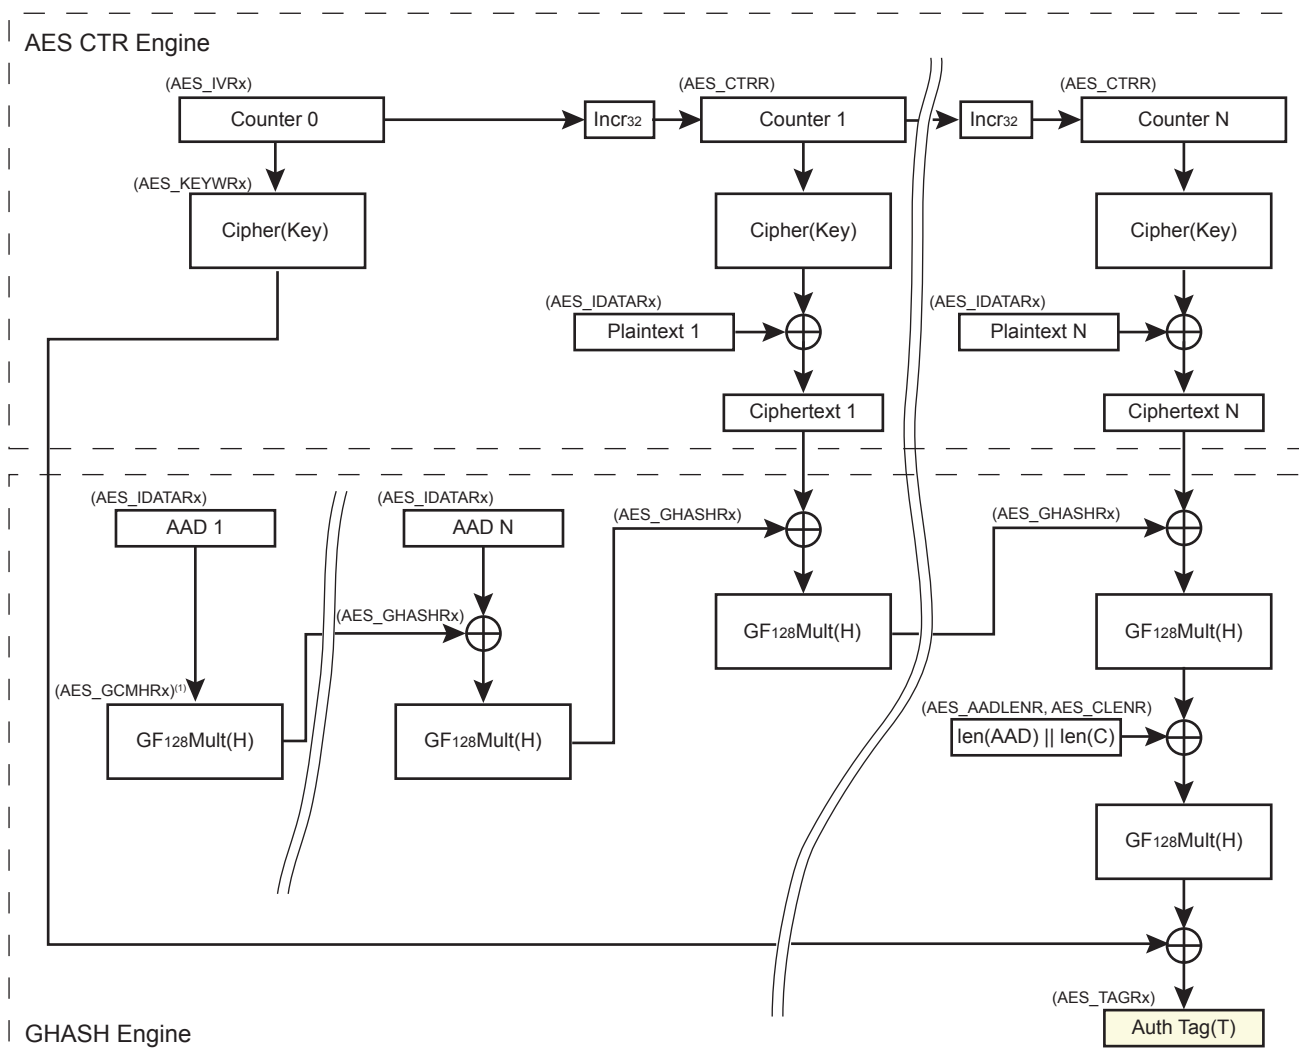 AES CTR Engine
(AES_IVRx)
(AES_CTRR)
(AES_CTRR)
Counter 0
Incr32
Counter 1
Incr32
Counter N
(AES_KEYWRx)
Cipher(Key)
Cipher(Key)
Cipher(Key)
(AES_IDATARx)
(AES_IDATARx)
Plaintext 1
Plaintext N
Ciphertext 1
Ciphertext N
(AES_IDATARx)
(AES_IDATARx)
(AES_GHASHRx)
(AES_GHASHRx)
AAD 1
AAD N
(AES_GHASHRx)
GF128Mult(H)
GF128Mult(H)
(AES_GCMHRx)(1)
GF128Mult(H)
GF128Mult(H)
(AES_AADLENR, AES_CLENR)
len(AAD) || len(C)
GF128Mult(H)
(AES_TAGRx)
Auth Tag(T)
GHASH Engine